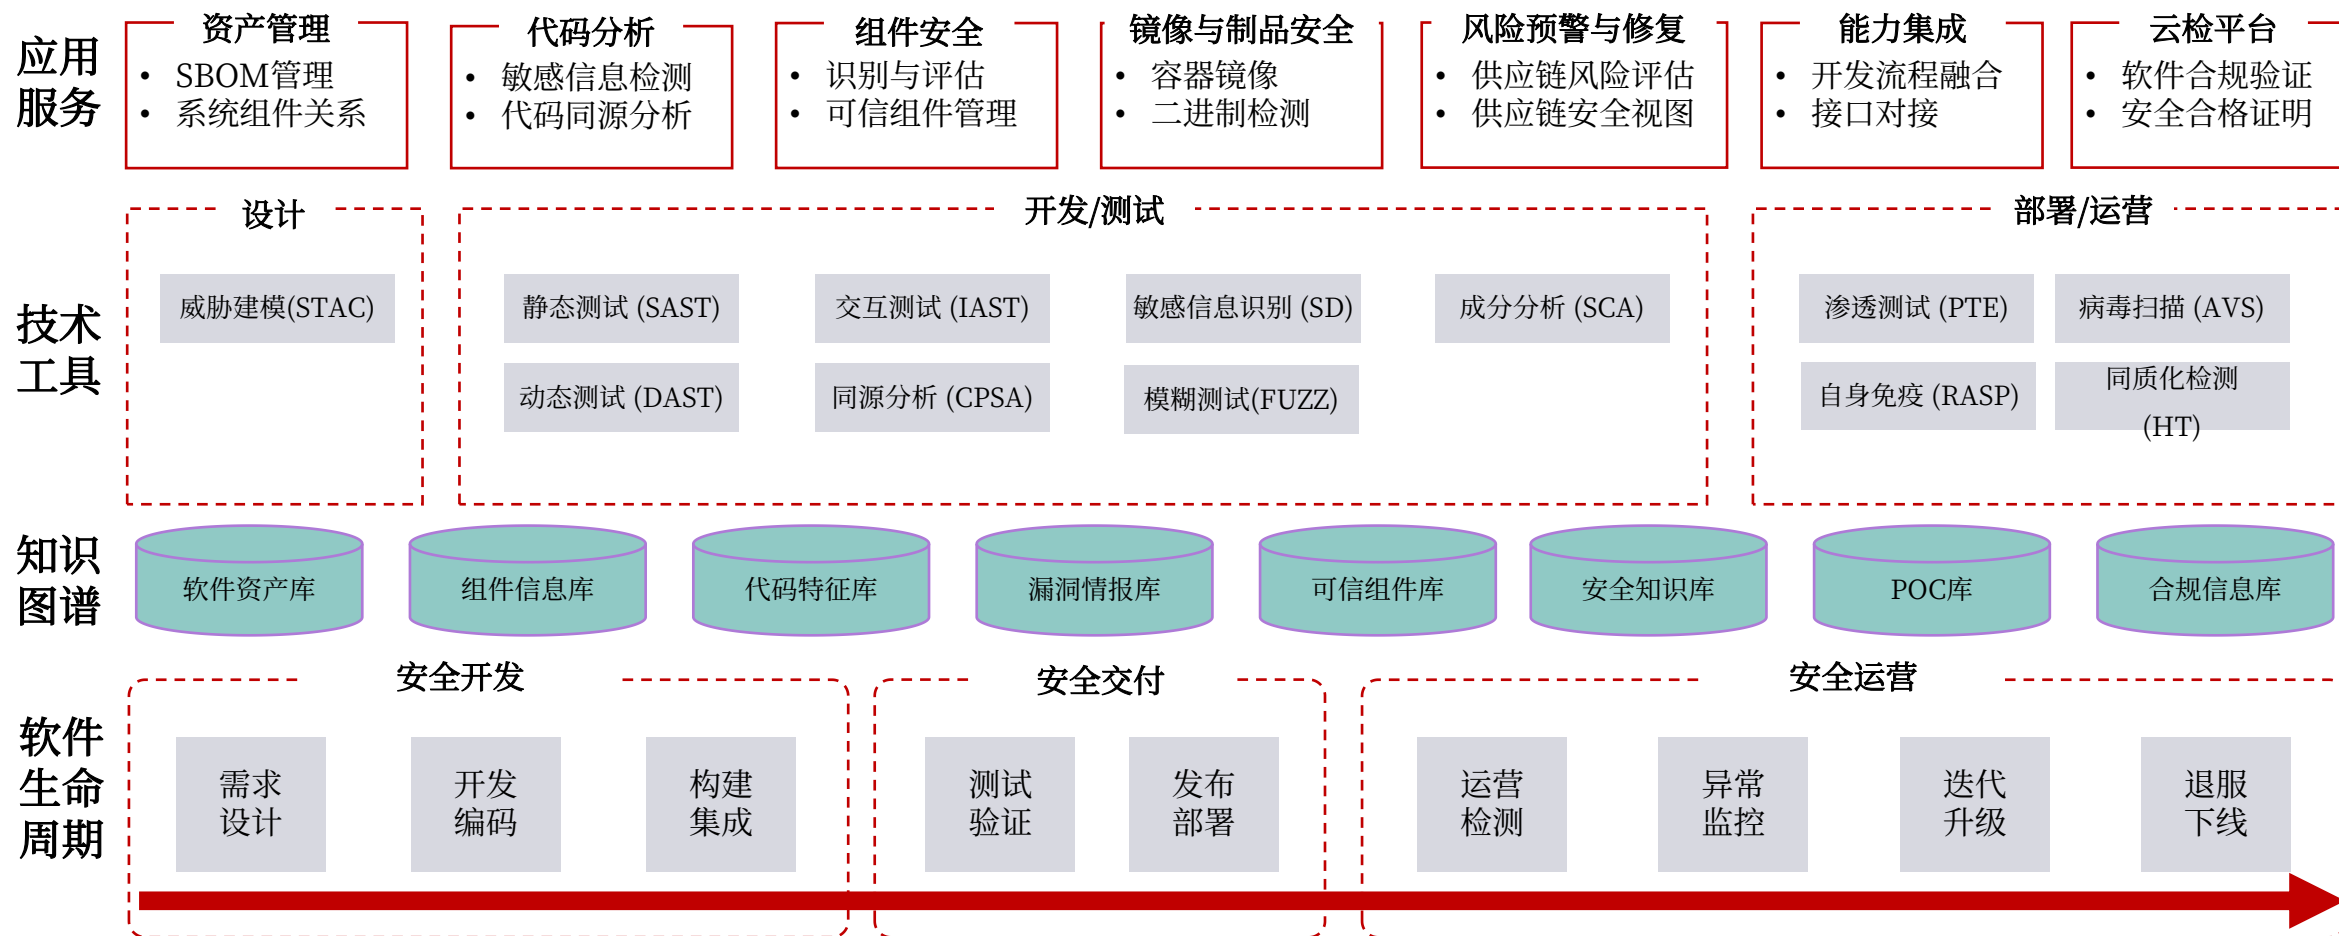 应用
服务
资产管理
• SBOM管理
• 系统组件关系
代码分析
• 敏感信息检测
• 代码同源分析
组件安全
• 识别与评估
• 可信组件管理
镜像与制品安全
• 容器镜像
• 二进制检测
风险预警与修复
• 供应链风险评估
• 供应链安全视图
能力集成
• 开发流程融合
• 接口对接
云检平台
• 软件合规验证
• 安全合格证明
技术
工具
设计
威胁建模(STAC)
开发/测试
静态测试 (SAST)
交互测试 (IAST)
敏感信息识别 (SD)
成分分析 (SCA)
动态测试 (DAST)
同源分析 (CPSA)
模糊测试(FUZZ)
部署/运营
渗透测试 (PTE)
病毒扫描 (AVS)
自身免疫 (RASP)
同质化检测
(HT)
知识
图谱
软件资产库
组件信息库
代码特征库
漏洞情报库
可信组件库
安全知识库
POC库
合规信息库
软件
生命
周期
安全开发
需求
设计
开发
编码
构建
集成
安全交付
测试
验证
发布
部署
安全运营
运营
检测
异常
监控
迭代
升级
退服
下线